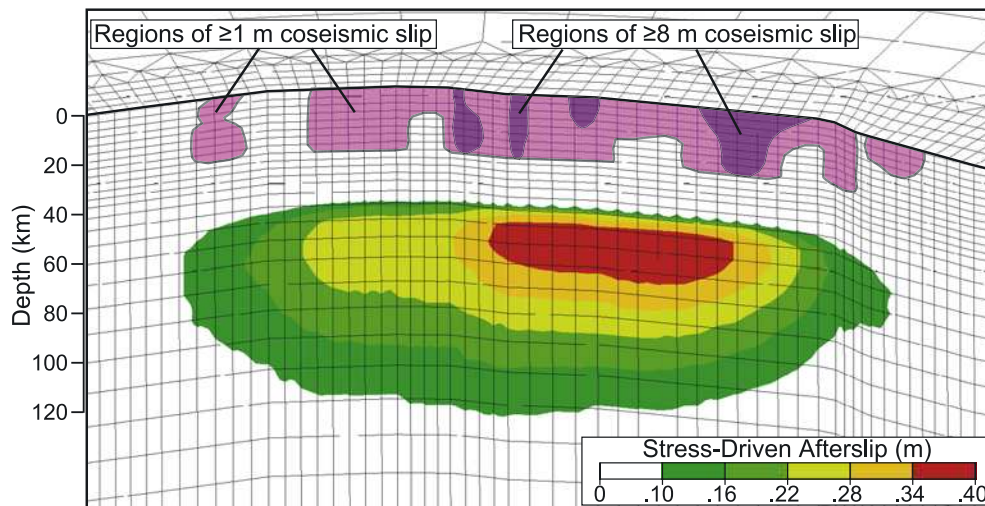 Regions of ≥1 m coseismic slip
Regions of ≥8 m coseismic slip
Depth (km)
0
20
40
60
80
100
120
Stress-Driven Afterslip (m)
0 .10 .16 .22 .28 .34 .40